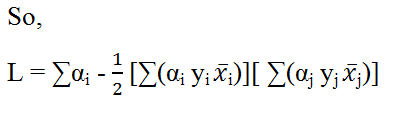 So,
L = ∑αᵢ - 1/2 [∑(αᵢ yᵢ x̄ᵢ)][ ∑(αⱼ yⱼ x̄ⱼ)]